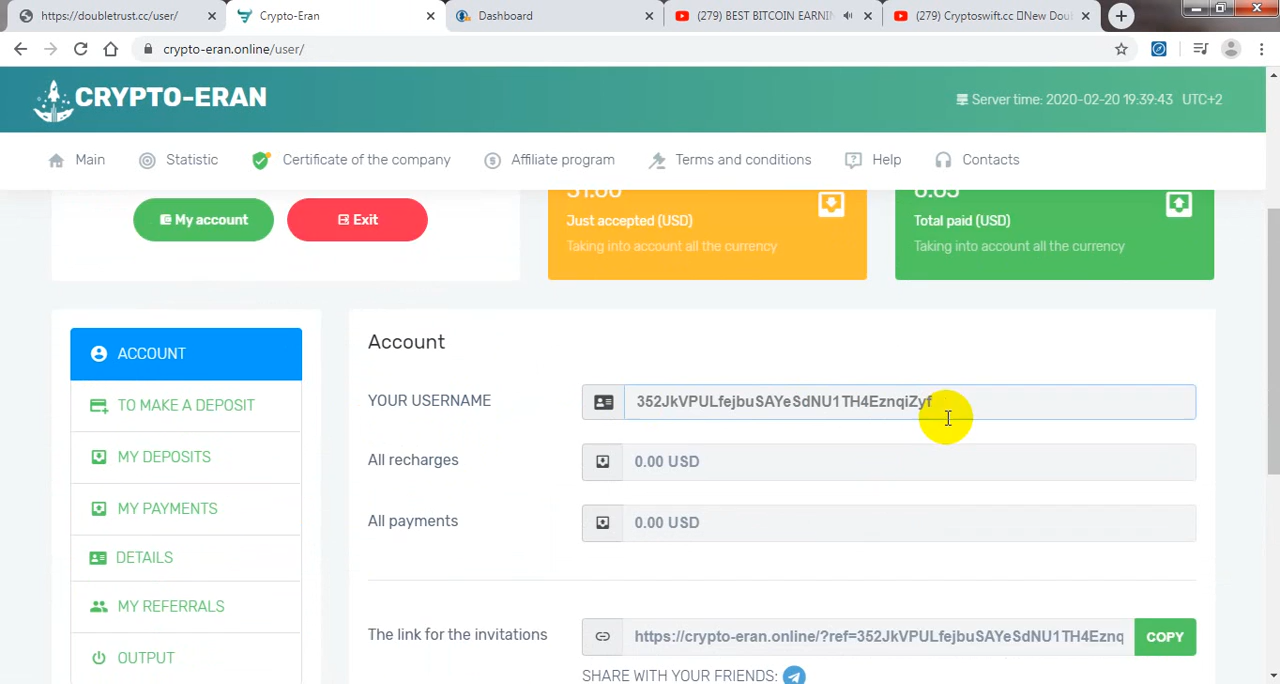 https://doubletrust.cc/user/
Crypto-Eran
Dashboard
(279) BEST BITCOIN EARNIN
(279) Cryptoswift.cc New Dou
crypto-eran.online/user/
CRYPTO-ERAN
Server time: 2020-02-20 19:39:43 UTC+2
Main
Statistic
Certificate of the company
Affiliate program
Terms and conditions
Help
Contacts
My account
Exit
Just accepted (USD)
Taking into account all the currency
Total paid (USD)
Taking into account all the currency
ACCOUNT
TO MAKE A DEPOSIT
MY DEPOSITS
MY PAYMENTS
DETAILS
MY REFERRALS
OUTPUT
Account
YOUR USERNAME
352JkVPULfejbuSAYeSdNU1TH4EznqiZyf
All recharges
0.00 USD
All payments
0.00 USD
The link for the invitations
https://crypto-eran.online/?ref=352JkVPULfejbuSAYeSdNU1TH4Eznq
COPY
SHARE WITH YOUR FRIENDS: